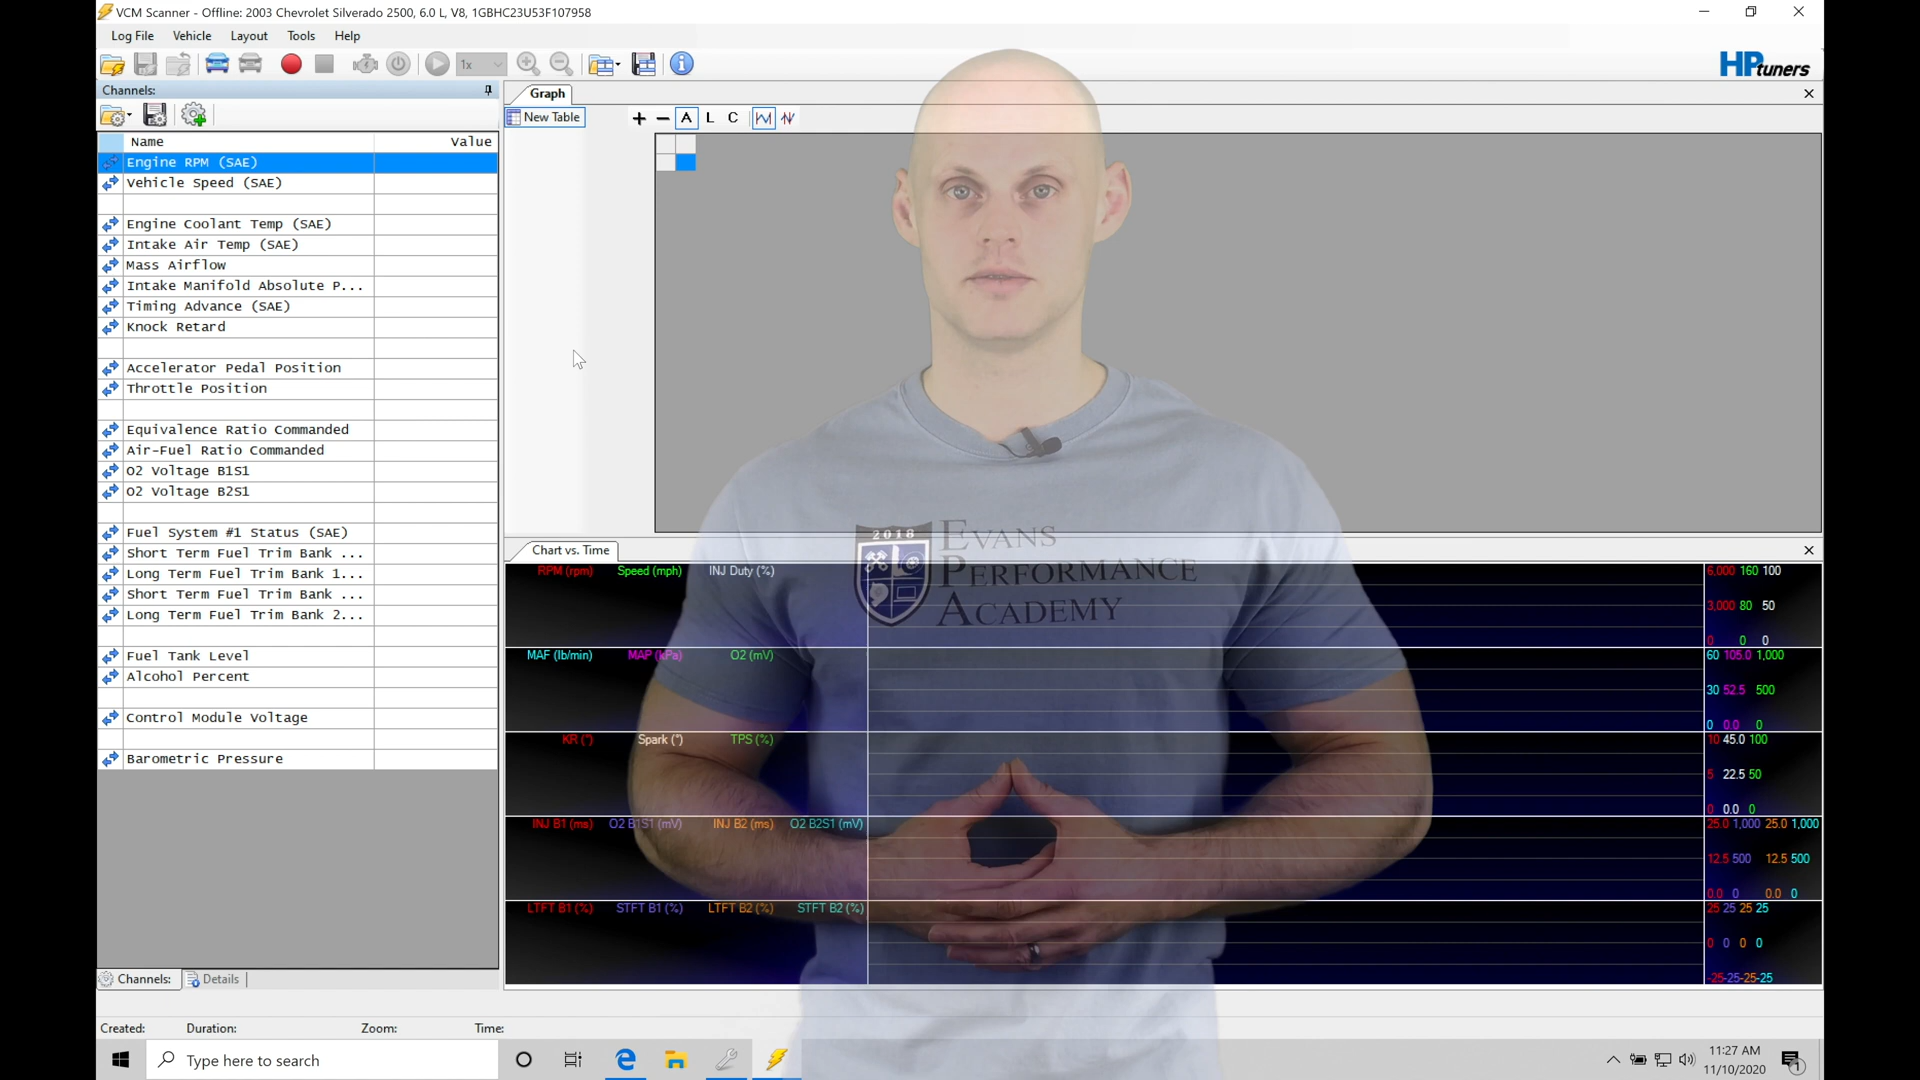 VCM Scanner - Offline: 2003 Chevrolet Silverado 2500, 6.0 L, V8, 1GBHC23U53F107958
Log File Vehicle Layout Tools Help
1x
HPtuners
Channels:
Graph
New Table
A L C
Name Value
Engine RPM (SAE)
Vehicle Speed (SAE)
Engine Coolant Temp (SAE)
Intake Air Temp (SAE)
Mass Airflow
Intake Manifold Absolute P...
Timing Advance (SAE)
Knock Retard
Accelerator Pedal Position
Throttle Position
Equivalence Ratio Commanded
Air-Fuel Ratio Commanded
O2 Voltage B1S1
O2 Voltage B2S1
Fuel System #1 Status (SAE)
Short Term Fuel Trim Bank ...
Long Term Fuel Trim Bank 1...
Short Term Fuel Trim Bank ...
Long Term Fuel Trim Bank 2...
Fuel Tank Level
Alcohol Percent
Control Module Voltage
Barometric Pressure
Channels: Details
2018
EVANS
PERFORMANCE
ACADEMY
Chart vs. Time
RPM (rpm) Speed (mph) INJ Duty (%)
6,000 160 100
3,000 80 50
0 0 0
MAF (lb/min) MAP (kPa) O2 (mV)
60 105.0 1,000
30 52.5 500
0 0.0 0
KR (°) Spark (°) TPS (%)
10 45.0 100
5 22.5 50
0 0.0 0
INJ B1 (ms) O2 B1S1 (mV) INJ B2 (ms) O2 B2S1 (mV)
25.0 1,000 25.0 1,000
12.5 500 12.5 500
0.0 0 0.0 0
LTFT B1 (%) STFT B1 (%) LTFT B2 (%) STFT B2 (%)
25 25 25 25
0 0 0 0
-25 -25 -25 -25
Created: Duration: Zoom: Time:
Type here to search
11:27 AM
11/10/2020
1